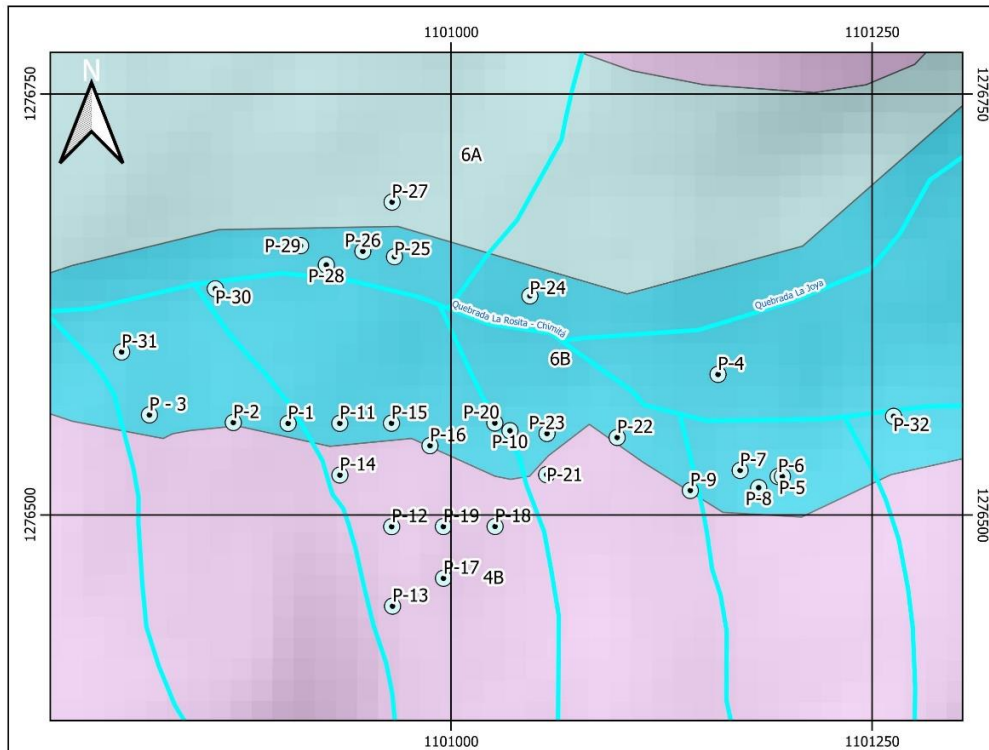 1101000
1101250
N
1276750
1276750
6A
P-27
P-29
P-26
P-25
P-28
P-30
P-24
Quebrada La Joya
Quebrada La Rosita - Chimitá
6B
P-31
P-4
P - 3
P-2
P-1
P-11
P-15
P-20
P-23
P-10
P-22
P-32
P-16
P-14
P-21
P-7
P-6
P-9
P-8
P-5
1276500
1276500
P-12
P-19
P-18
P-17
4B
P-13
1101000
1101250